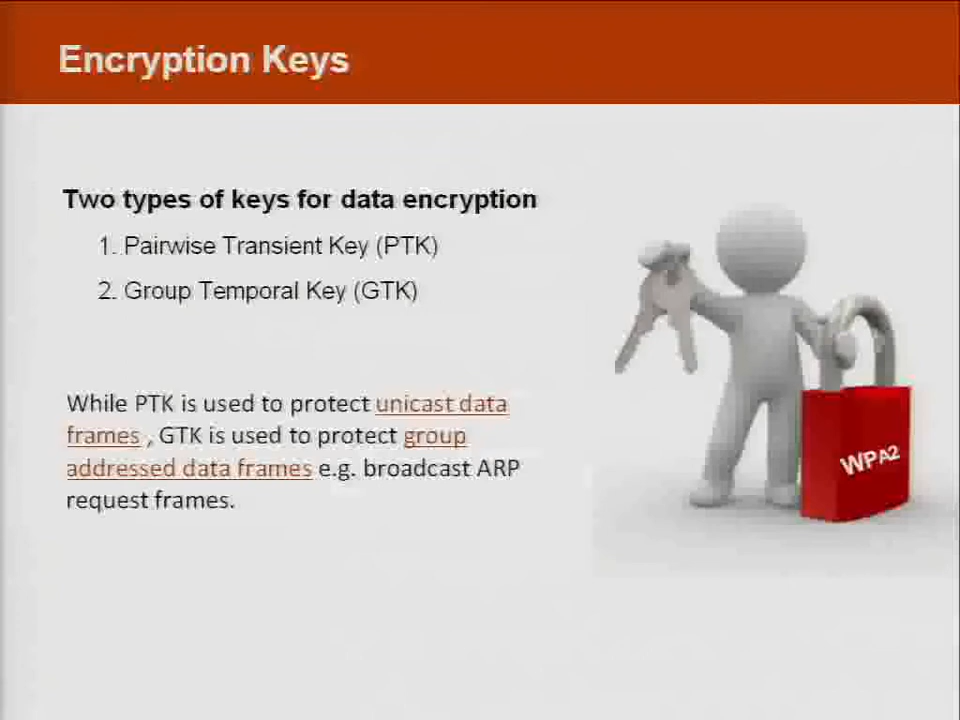 Encryption Keys
Two types of keys for data encryption
1. Pairwise Transient Key (PTK)
2. Group Temporal Key (GTK)
While PTK is used to protect unicast data
frames , GTK is used to protect group
addressed data frames e.g. broadcast ARP
request frames.
WPA2